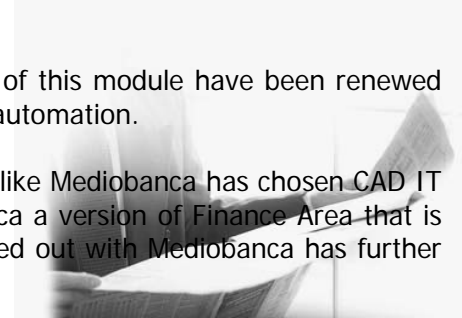 of this module have been renewed
automation.
like Mediobanca has chosen CAD IT
ca a version of Finance Area that is
ed out with Mediobanca has further